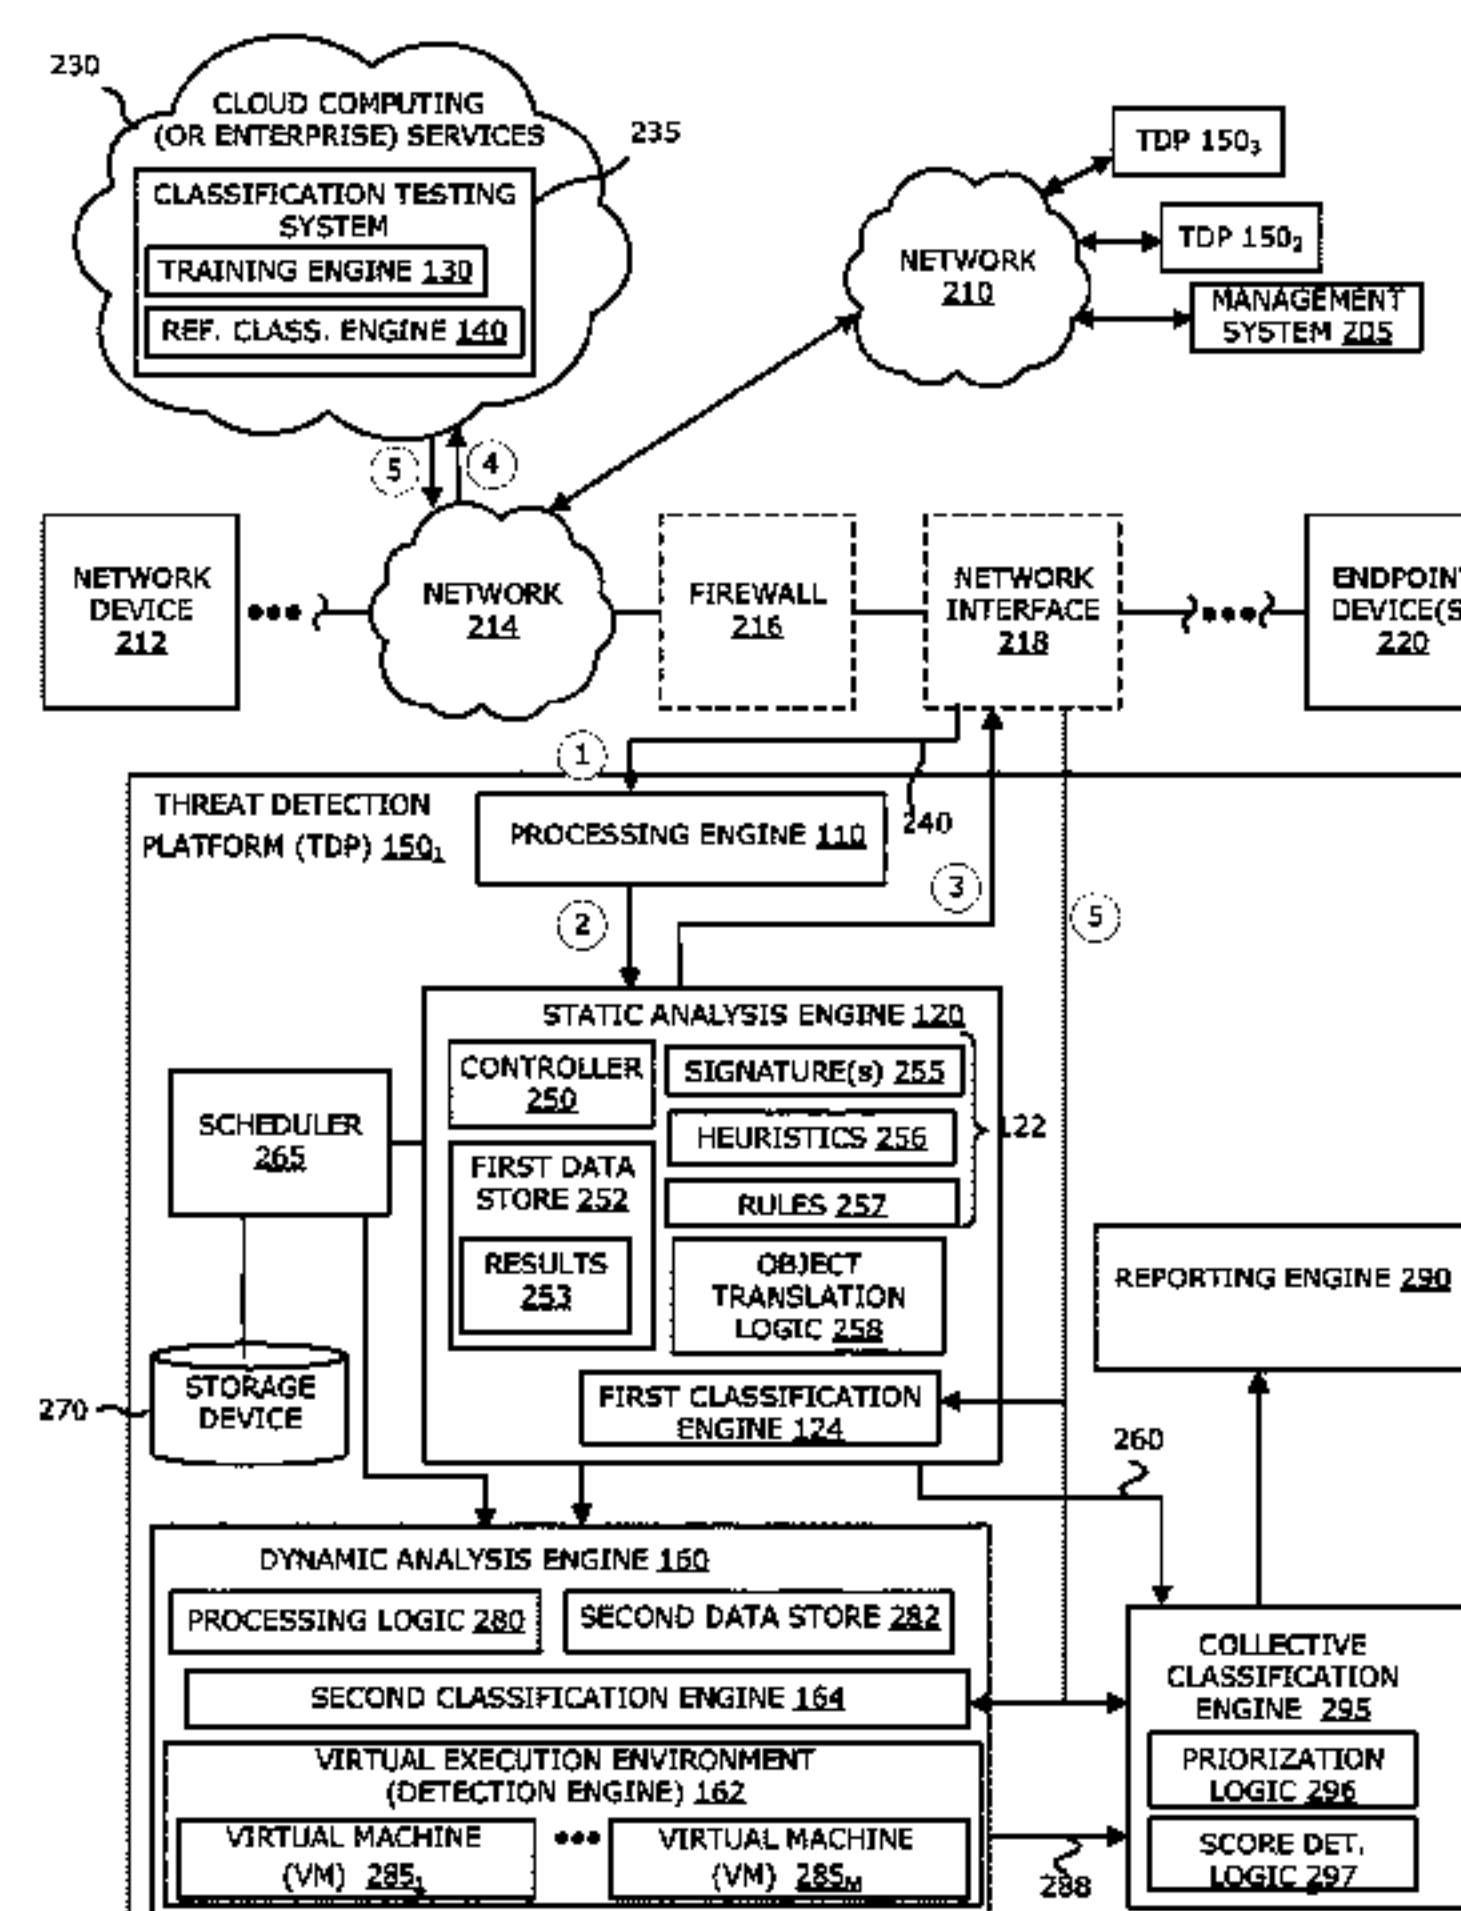 230
CLOUD COMPUTING
(OR ENTERPRISE) SERVICES
235
CLASSIFICATION TESTING
SYSTEM
TRAINING ENGINE 130
REF. CLASS. ENGINE 140
TDP 150₃
TDP 150₂
NETWORK
210
MANAGEMENT
SYSTEM 205
5
4
NETWORK
DEVICE
212
NETWORK
214
FIREWALL
216
NETWORK
INTERFACE
218
ENDPOINT
DEVICE(S
220
1
THREAT DETECTION
PLATFORM (TDP) 150₁
PROCESSING ENGINE 110
240
2
3
5
STATIC ANALYSIS ENGINE 120
CONTROLLER
250
SIGNATURE(s) 255
HEURISTICS 256
122
RULES 257
SCHEDULER
265
FIRST DATA
STORE 252
RESULTS
253
OBJECT
TRANSLATION
LOGIC 258
REPORTING ENGINE 290
270
STORAGE
DEVICE
FIRST CLASSIFICATION
ENGINE 124
260
DYNAMIC ANALYSIS ENGINE 160
PROCESSING LOGIC 280
SECOND DATA STORE 282
SECOND CLASSIFICATION ENGINE 164
VIRTUAL EXECUTION ENVIRONMENT
(DETECTION ENGINE) 162
VIRTUAL MACHINE
(VM) 285₁
VIRTUAL MACHINE
(VM) 285M
288
COLLECTIVE
CLASSIFICATION
ENGINE 295
PRIORIZATION
LOGIC 296
SCORE DET.
LOGIC 297